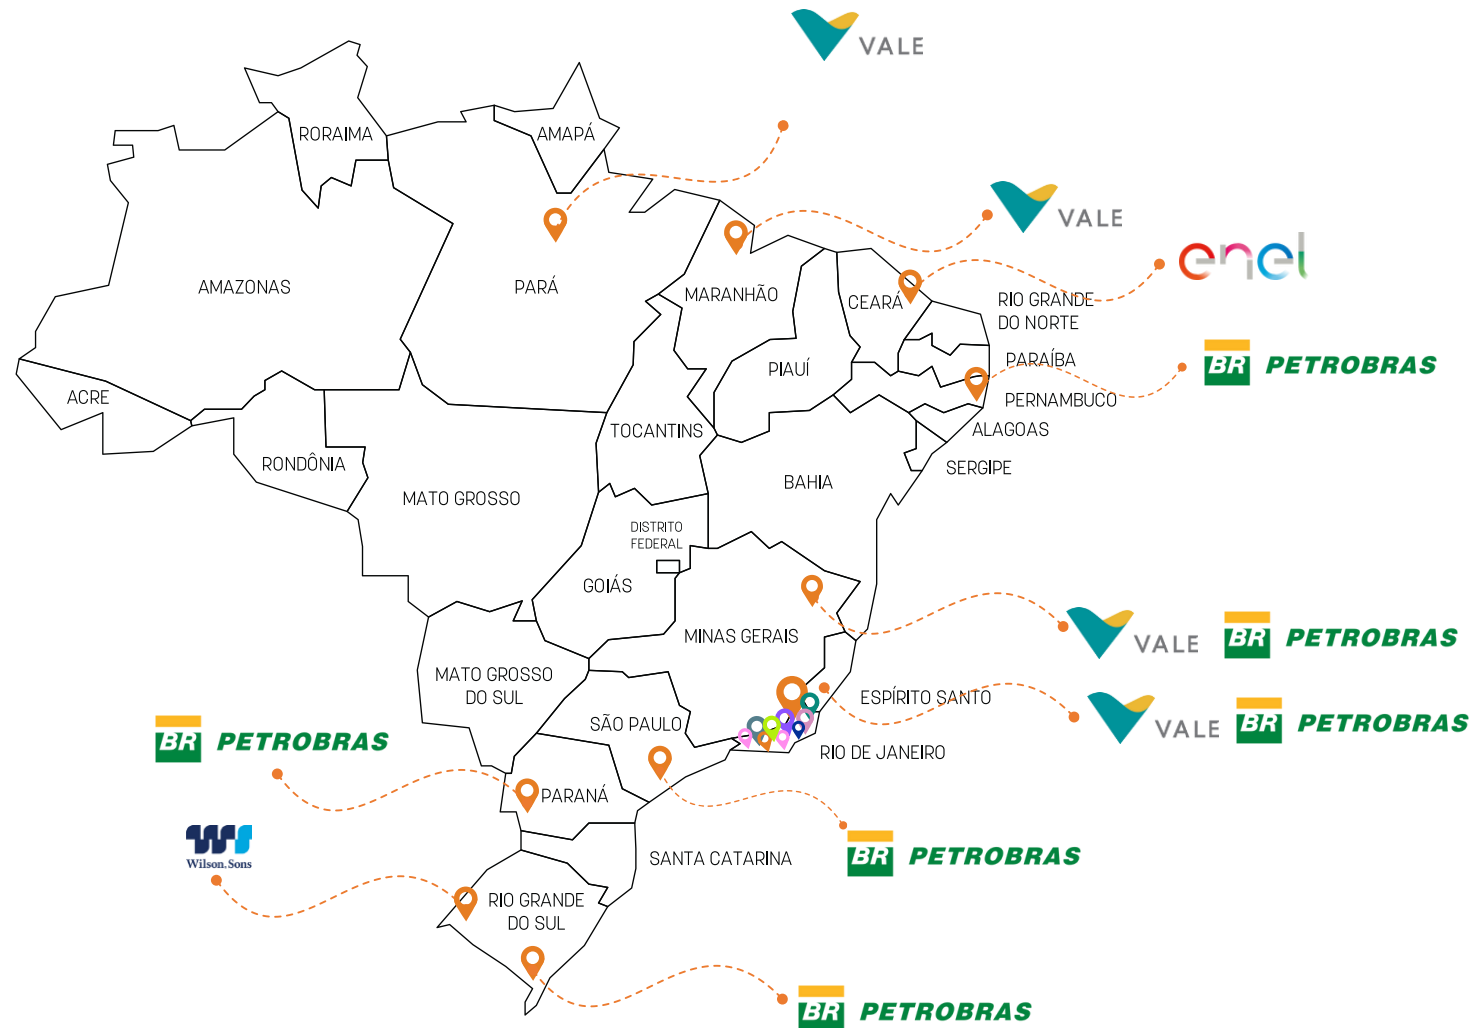 VALE
RORAIMA
AMAPÁ
VALE
enel
AMAZONAS
PARÁ
MARANHÃO
CEARÁ
RIO GRANDE
DO NORTE
PARAÍBA
BR PETROBRAS
PIAUÍ
ACRE
PERNAMBUCO
TOCANTINS
ALAGOAS
RONDÔNIA
SERGIPE
MATO GROSSO
BAHIA
DISTRITO
FEDERAL
GOIÁS
MINAS GERAIS
VALE
BR PETROBRAS
MATO GROSSO
DO SUL
ESPÍRITO SANTO
SÃO PAULO
VALE
BR PETROBRAS
BR PETROBRAS
RIO DE JANEIRO
PARANÁ
Wilson, Sons
SANTA CATARINA
BR PETROBRAS
RIO GRANDE
DO SUL
BR PETROBRAS